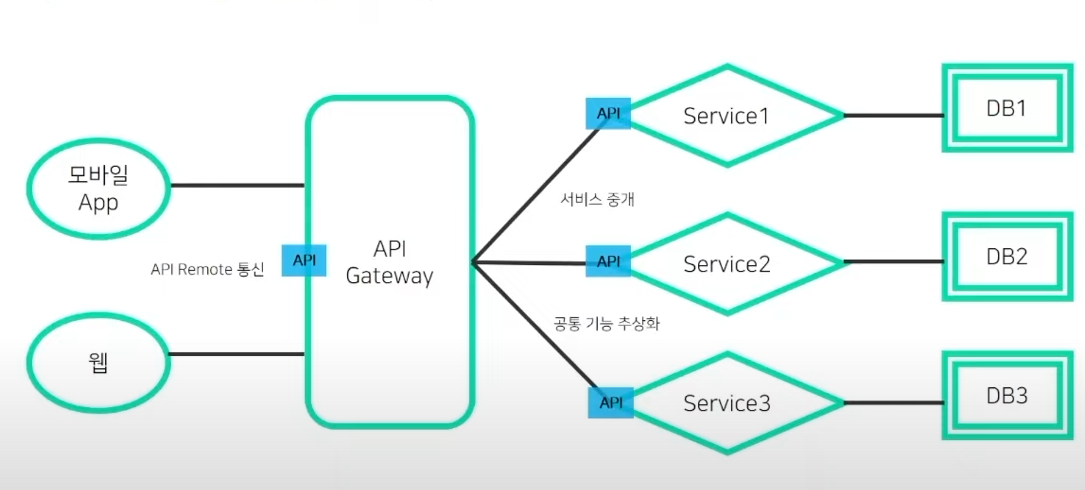 모바일
App
웹
API Remote 통신
API
API
Gateway
서비스 중개
공통 기능 추상화
API
Service1
DB1
API
Service2
DB2
API
Service3
DB3